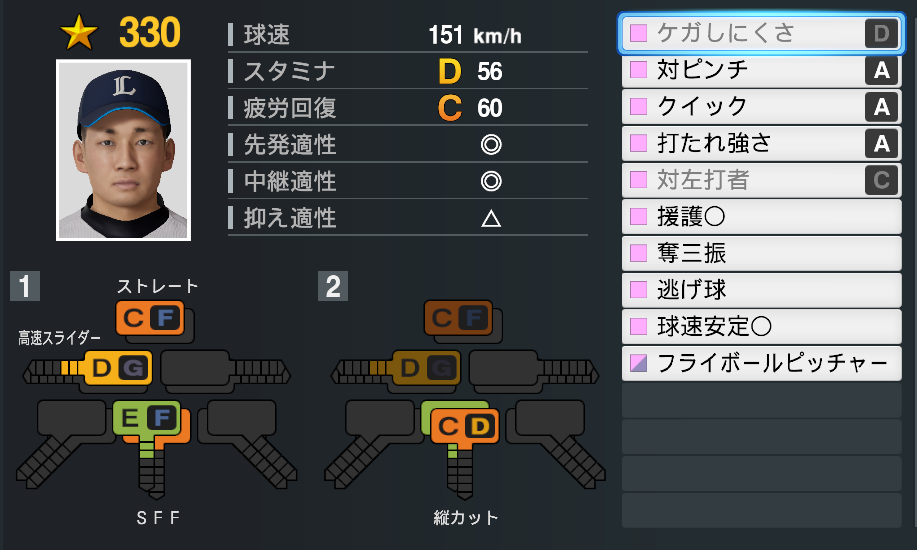 ★ 330
L
球速 151 km/h
スタミナ D 56
疲労回復 C 60
先発適性 ◎
中継適性 ◎
抑え適性 △
1
ストレート
C F
高速スライダー
D G
E F
SFF
2
C F
D G
C D
縦カット
ケガしにくさ D
対ピンチ A
クイック A
打たれ強さ A
対左打者 C
援護○
奪三振
逃げ球
球速安定○
フライボールピッチャー